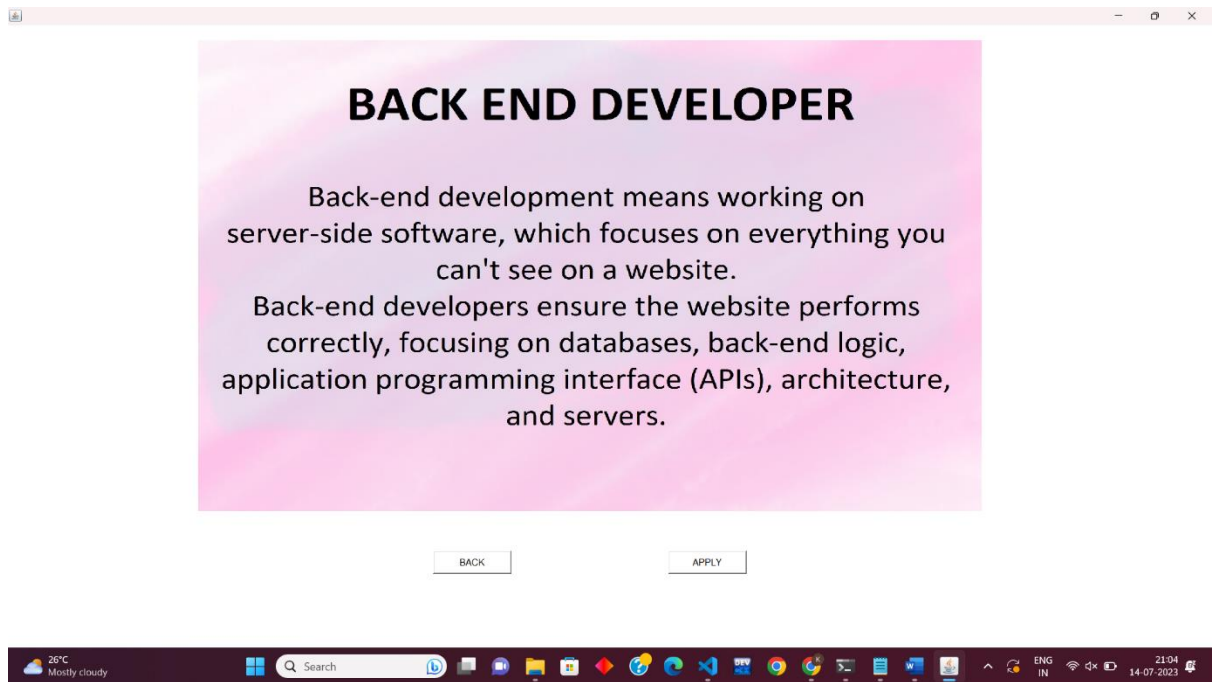 BACK END DEVELOPER
Back-end development means working on
server-side software, which focuses on everything you
can't see on a website.
Back-end developers ensure the website performs
correctly, focusing on databases, back-end logic,
application programming interface (APIs), architecture,
and servers.
BACK APPLY
26°C
Mostly cloudy
Search
DEV
ENG
IN
21:04
14-07-2023